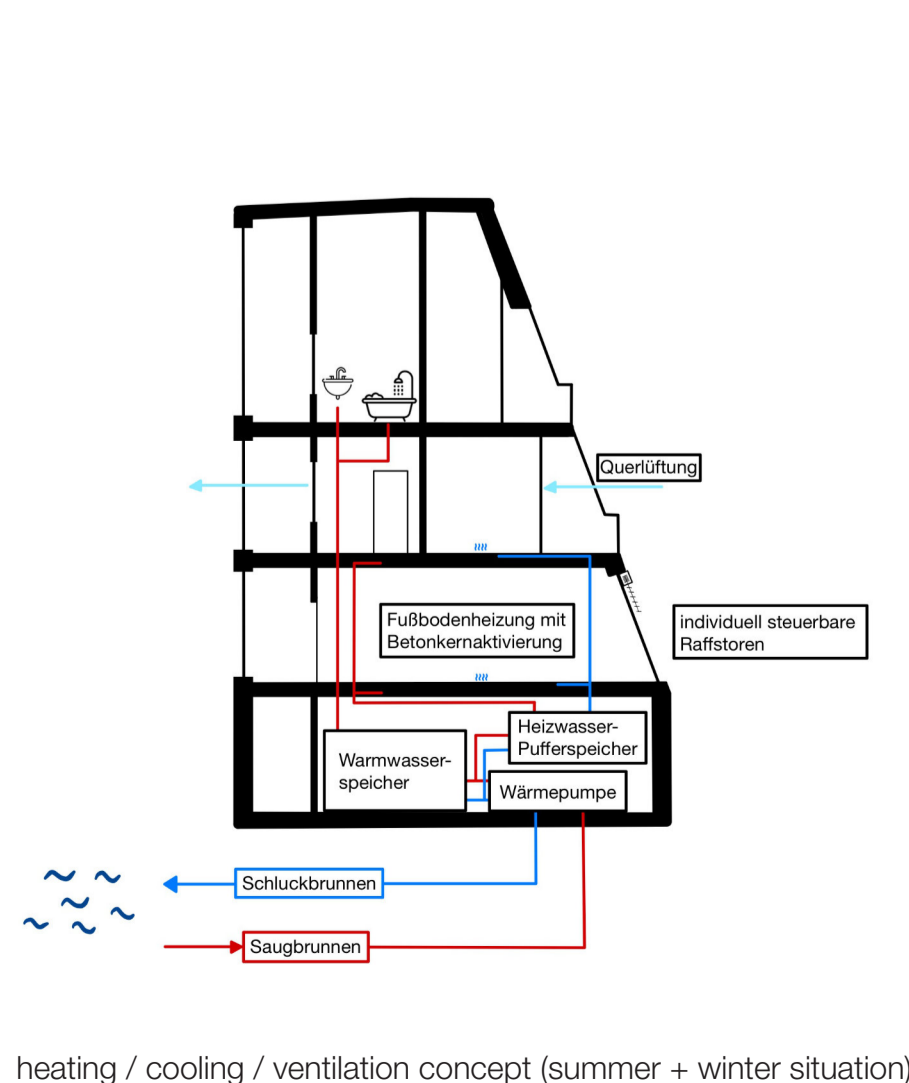 Querlüftung
Fußbodenheizung mit
Betonkernaktivierung
individuell steuerbare
Raffstoren
Heizwasser-
Pufferspeicher
Warmwasser-
speicher
Wärmepumpe
Schluckbrunnen
Saugbrunnen
heating / cooling / ventilation concept (summer + winter situation)